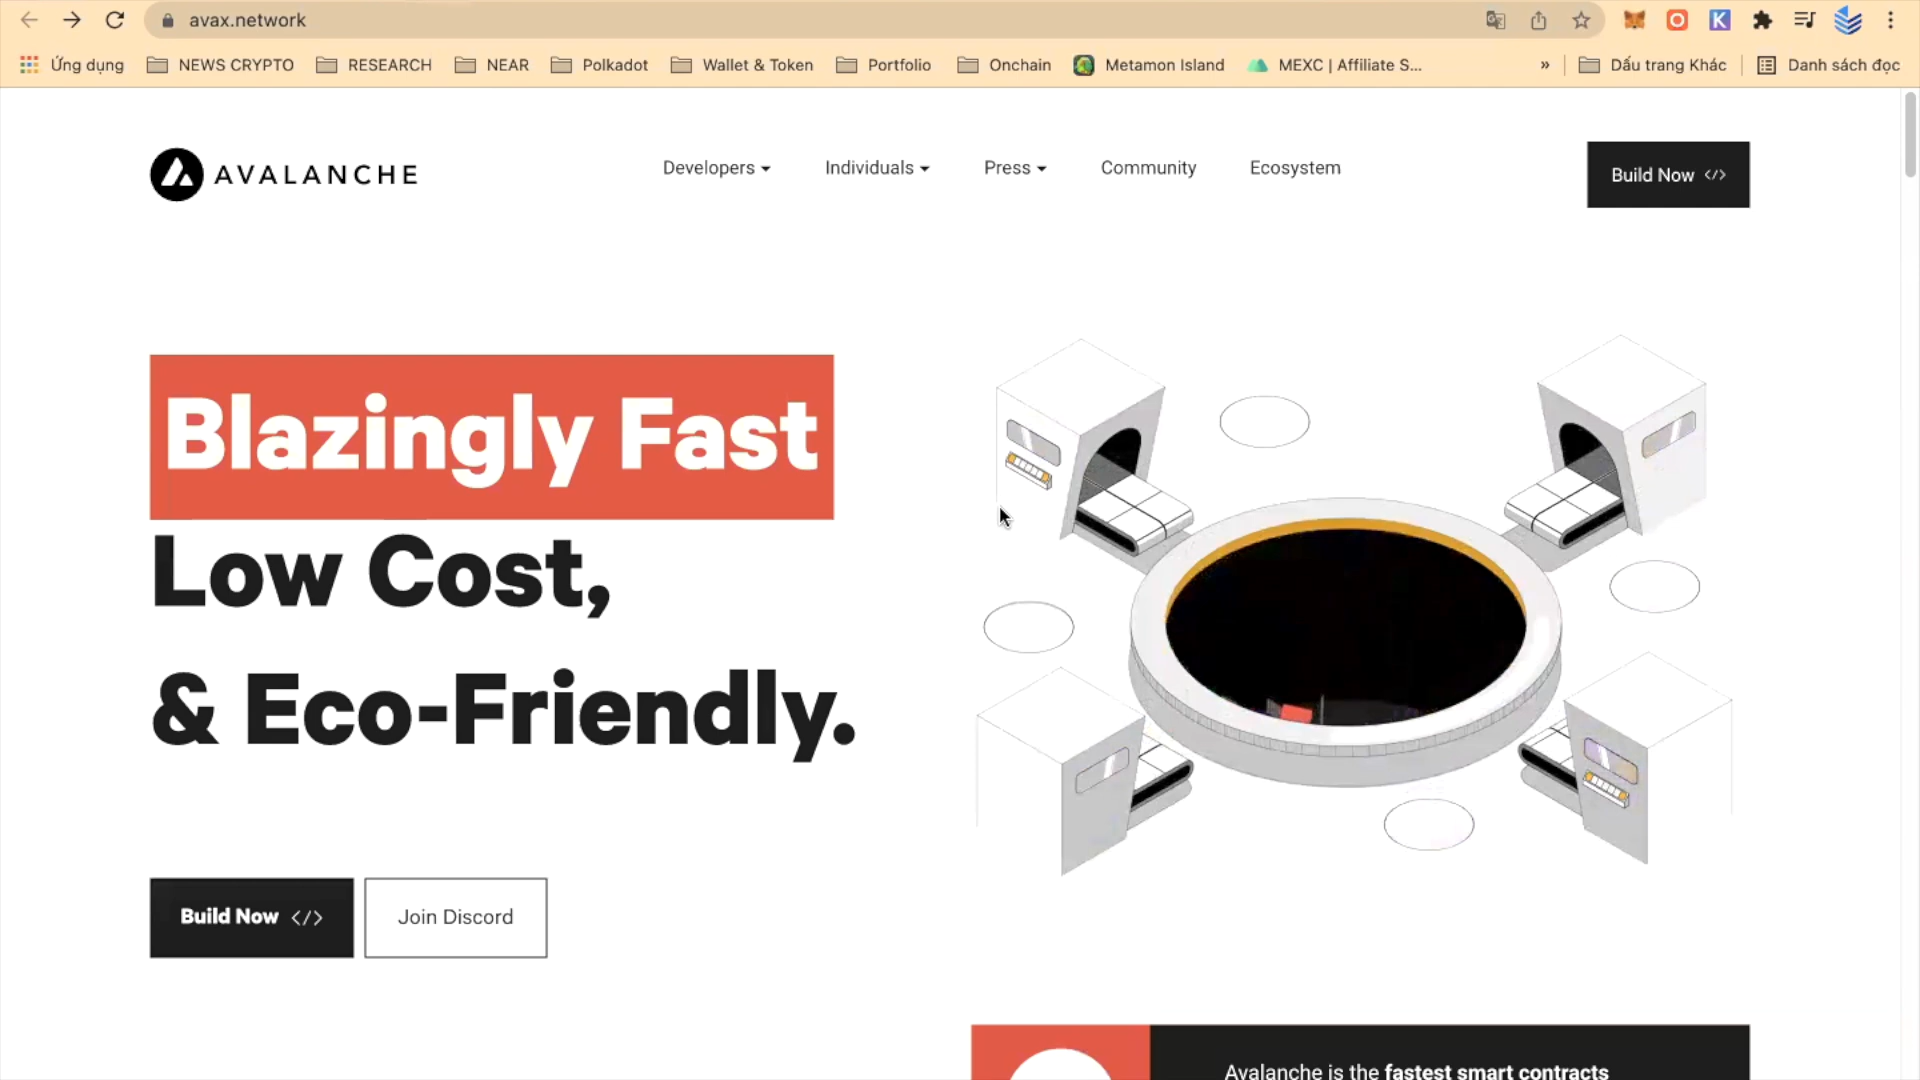 avax.network
Ứng dụng NEWS CRYPTO RESEARCH NEAR Polkadot Wallet & Token Portfolio Onchain Metamon Island MEXC | Affiliate S... » Dấu trang Khác Danh sách đọc
AVALANCHE Developers Individuals Press Community Ecosystem Build Now </>
Blazingly Fast
Low Cost,
& Eco-Friendly.
Build Now </> Join Discord
Avalanche is the fastest smart contracts